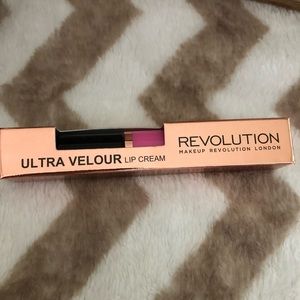 ULTRA VELOUR LIP CREAM
REVOLUTION
MAKEUP REVOLUTION LONDON